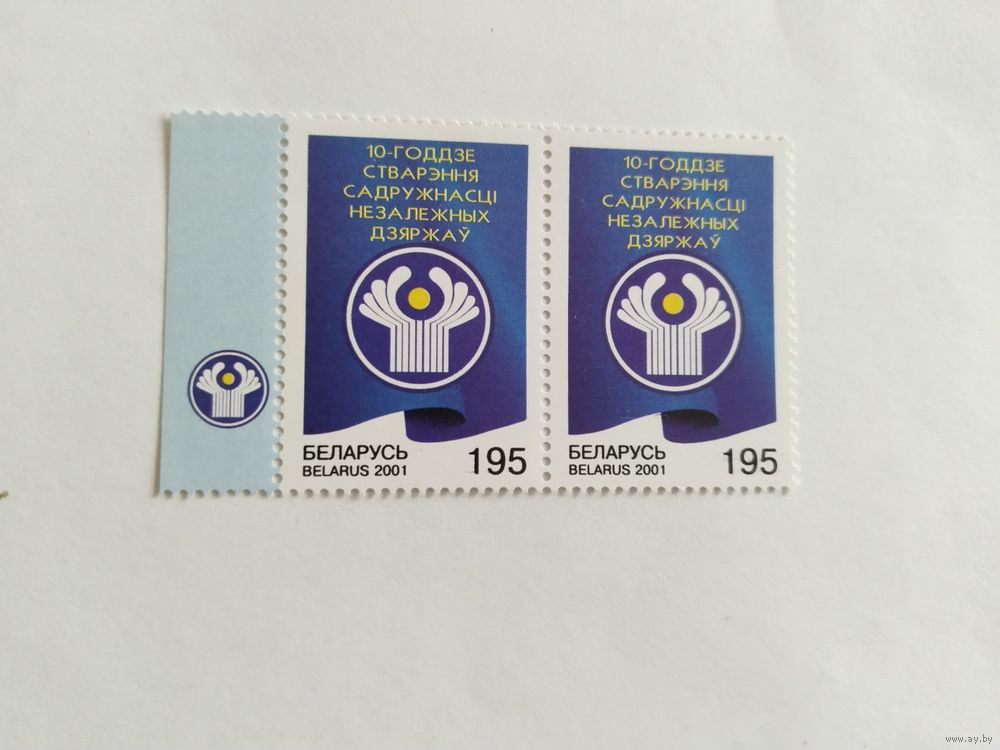 10-ГОДДЗЕ
СТВАРЭННЯ
САДРУЖНАСЦІ
НЕЗАЛЕЖНЫХ
ДЗЯРЖАЎ
БЕЛАРУСЬ
BELARUS 2001
195
10-ГОДДЗЕ
СТВАРЭННЯ
САДРУЖНАСЦІ
НЕЗАЛЕЖНЫХ
ДЗЯРЖАЎ
БЕЛАРУСЬ
BELARUS 2001
195
www.ay.by